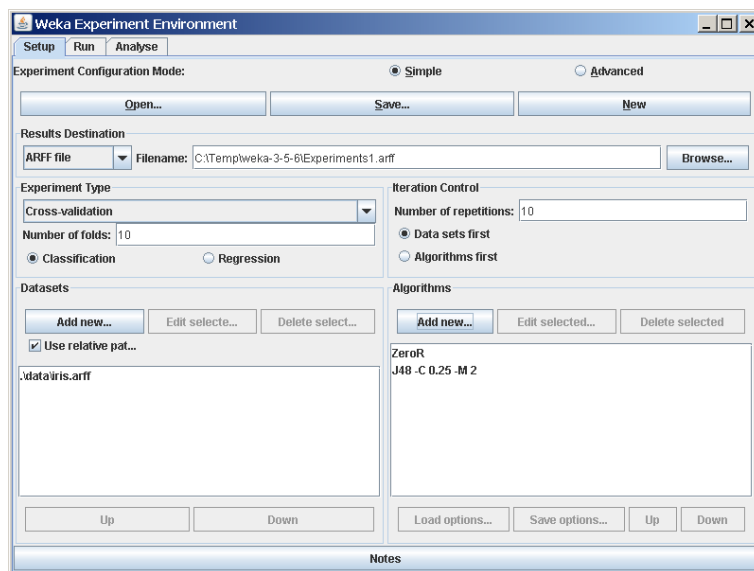 Weka Experiment Environment
Setup Run Analyse
Experiment Configuration Mode: Simple Advanced
Open... Save... New
Results Destination
ARFF file Filename: C:\Temp\weka-3-5-6\Experiments1.arff Browse...
Experiment Type Iteration Control
Cross-validation Number of repetitions: 10
Number of folds: 10 Data sets first
Classification Regression Algorithms first
Datasets Algorithms
Add new... Edit selecte... Delete select... Add new... Edit selected... Delete selected
Use relative pat...
ZeroR
.\data\iris.arff J48 -C 0.25 -M 2
Up Down Load options... Save options... Up Down
Notes